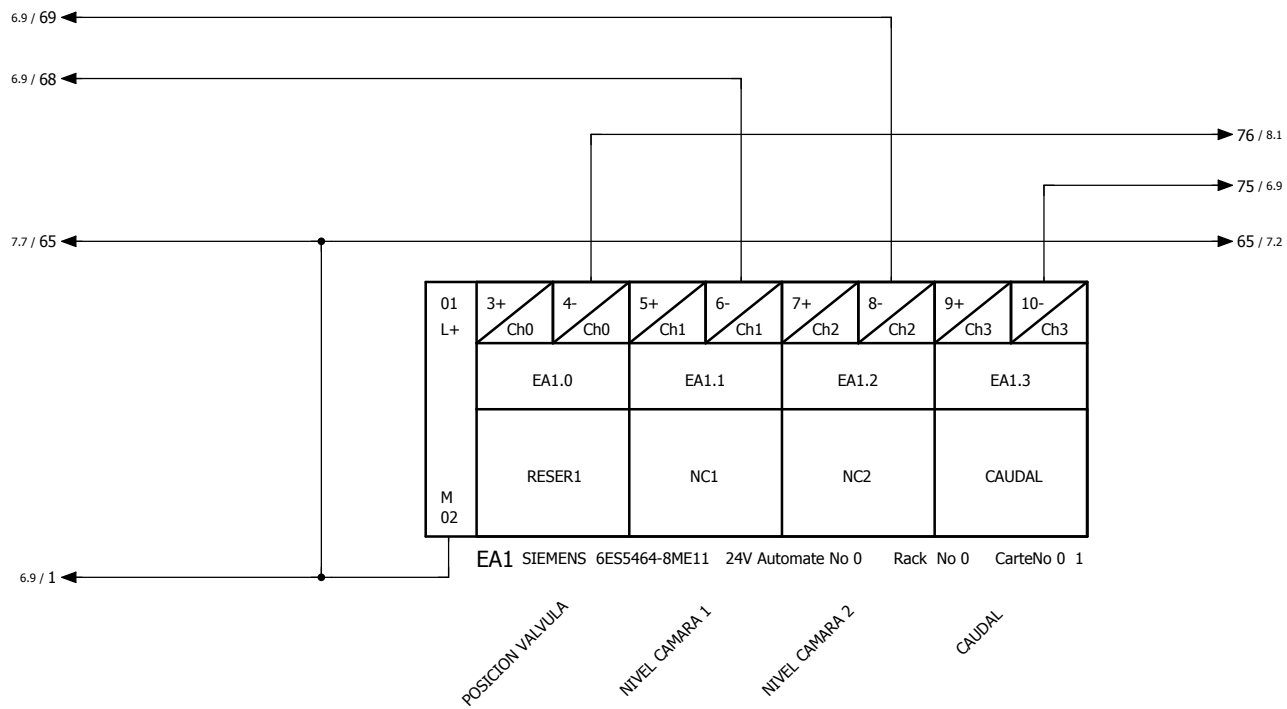 6.9 / 69
6.9 / 68
76 / 8.1
75 / 6.9
7.7 / 65
65 / 7.2
01 3+ 4- 5+ 6- 7+ 8- 9+ 10-
L+ Ch0 Ch0 Ch1 Ch1 Ch2 Ch2 Ch3 Ch3
EA1.0 EA1.1 EA1.2 EA1.3
RESER1 NC1 NC2 CAUDAL
M
02
EA1 SIEMENS 6ES5464-8ME11 24V Automate No 0 Rack No 0 CarteNo 0 1
6.9 / 1
POSICION VALVULA
NIVEL CAMARA 1
NIVEL CAMARA 2
CAUDAL